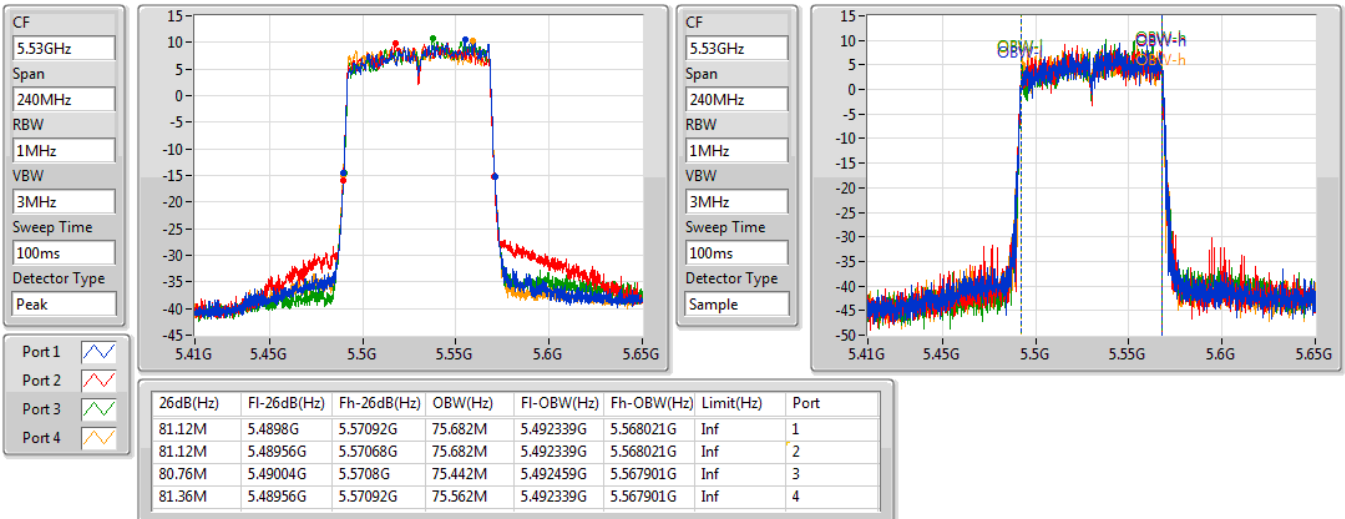 CF
5.53GHz
Span
240MHz
RBW
1MHz
VBW
3MHz
Sweep Time
100ms
Detector Type
Peak
15
10
5
0
-5
-10
-15
-20
-25
-30
-35
-40
-45
5.41G 5.45G 5.5G 5.55G 5.6G 5.65G
CF
5.53GHz
Span
240MHz
RBW
1MHz
VBW
3MHz
Sweep Time
100ms
Detector Type
Sample
15
10
5
0
-5
-10
-15
-20
-25
-30
-35
-40
-45
-50
OBW-h
OBW-h
5.41G 5.45G 5.5G 5.55G 5.6G 5.65G
Port 1
Port 2
Port 3
Port 4
26dB(Hz) Fl-26dB(Hz) Fh-26dB(Hz) OBW(Hz) Fl-OBW(Hz) Fh-OBW(Hz) Limit(Hz) Port
81.12M 5.4898G 5.57092G 75.682M 5.492339G 5.568021G Inf 1
81.12M 5.48956G 5.57068G 75.682M 5.492339G 5.568021G Inf 2
80.76M 5.49004G 5.5708G 75.442M 5.492459G 5.567901G Inf 3
81.36M 5.48956G 5.57092G 75.562M 5.492339G 5.567901G Inf 4